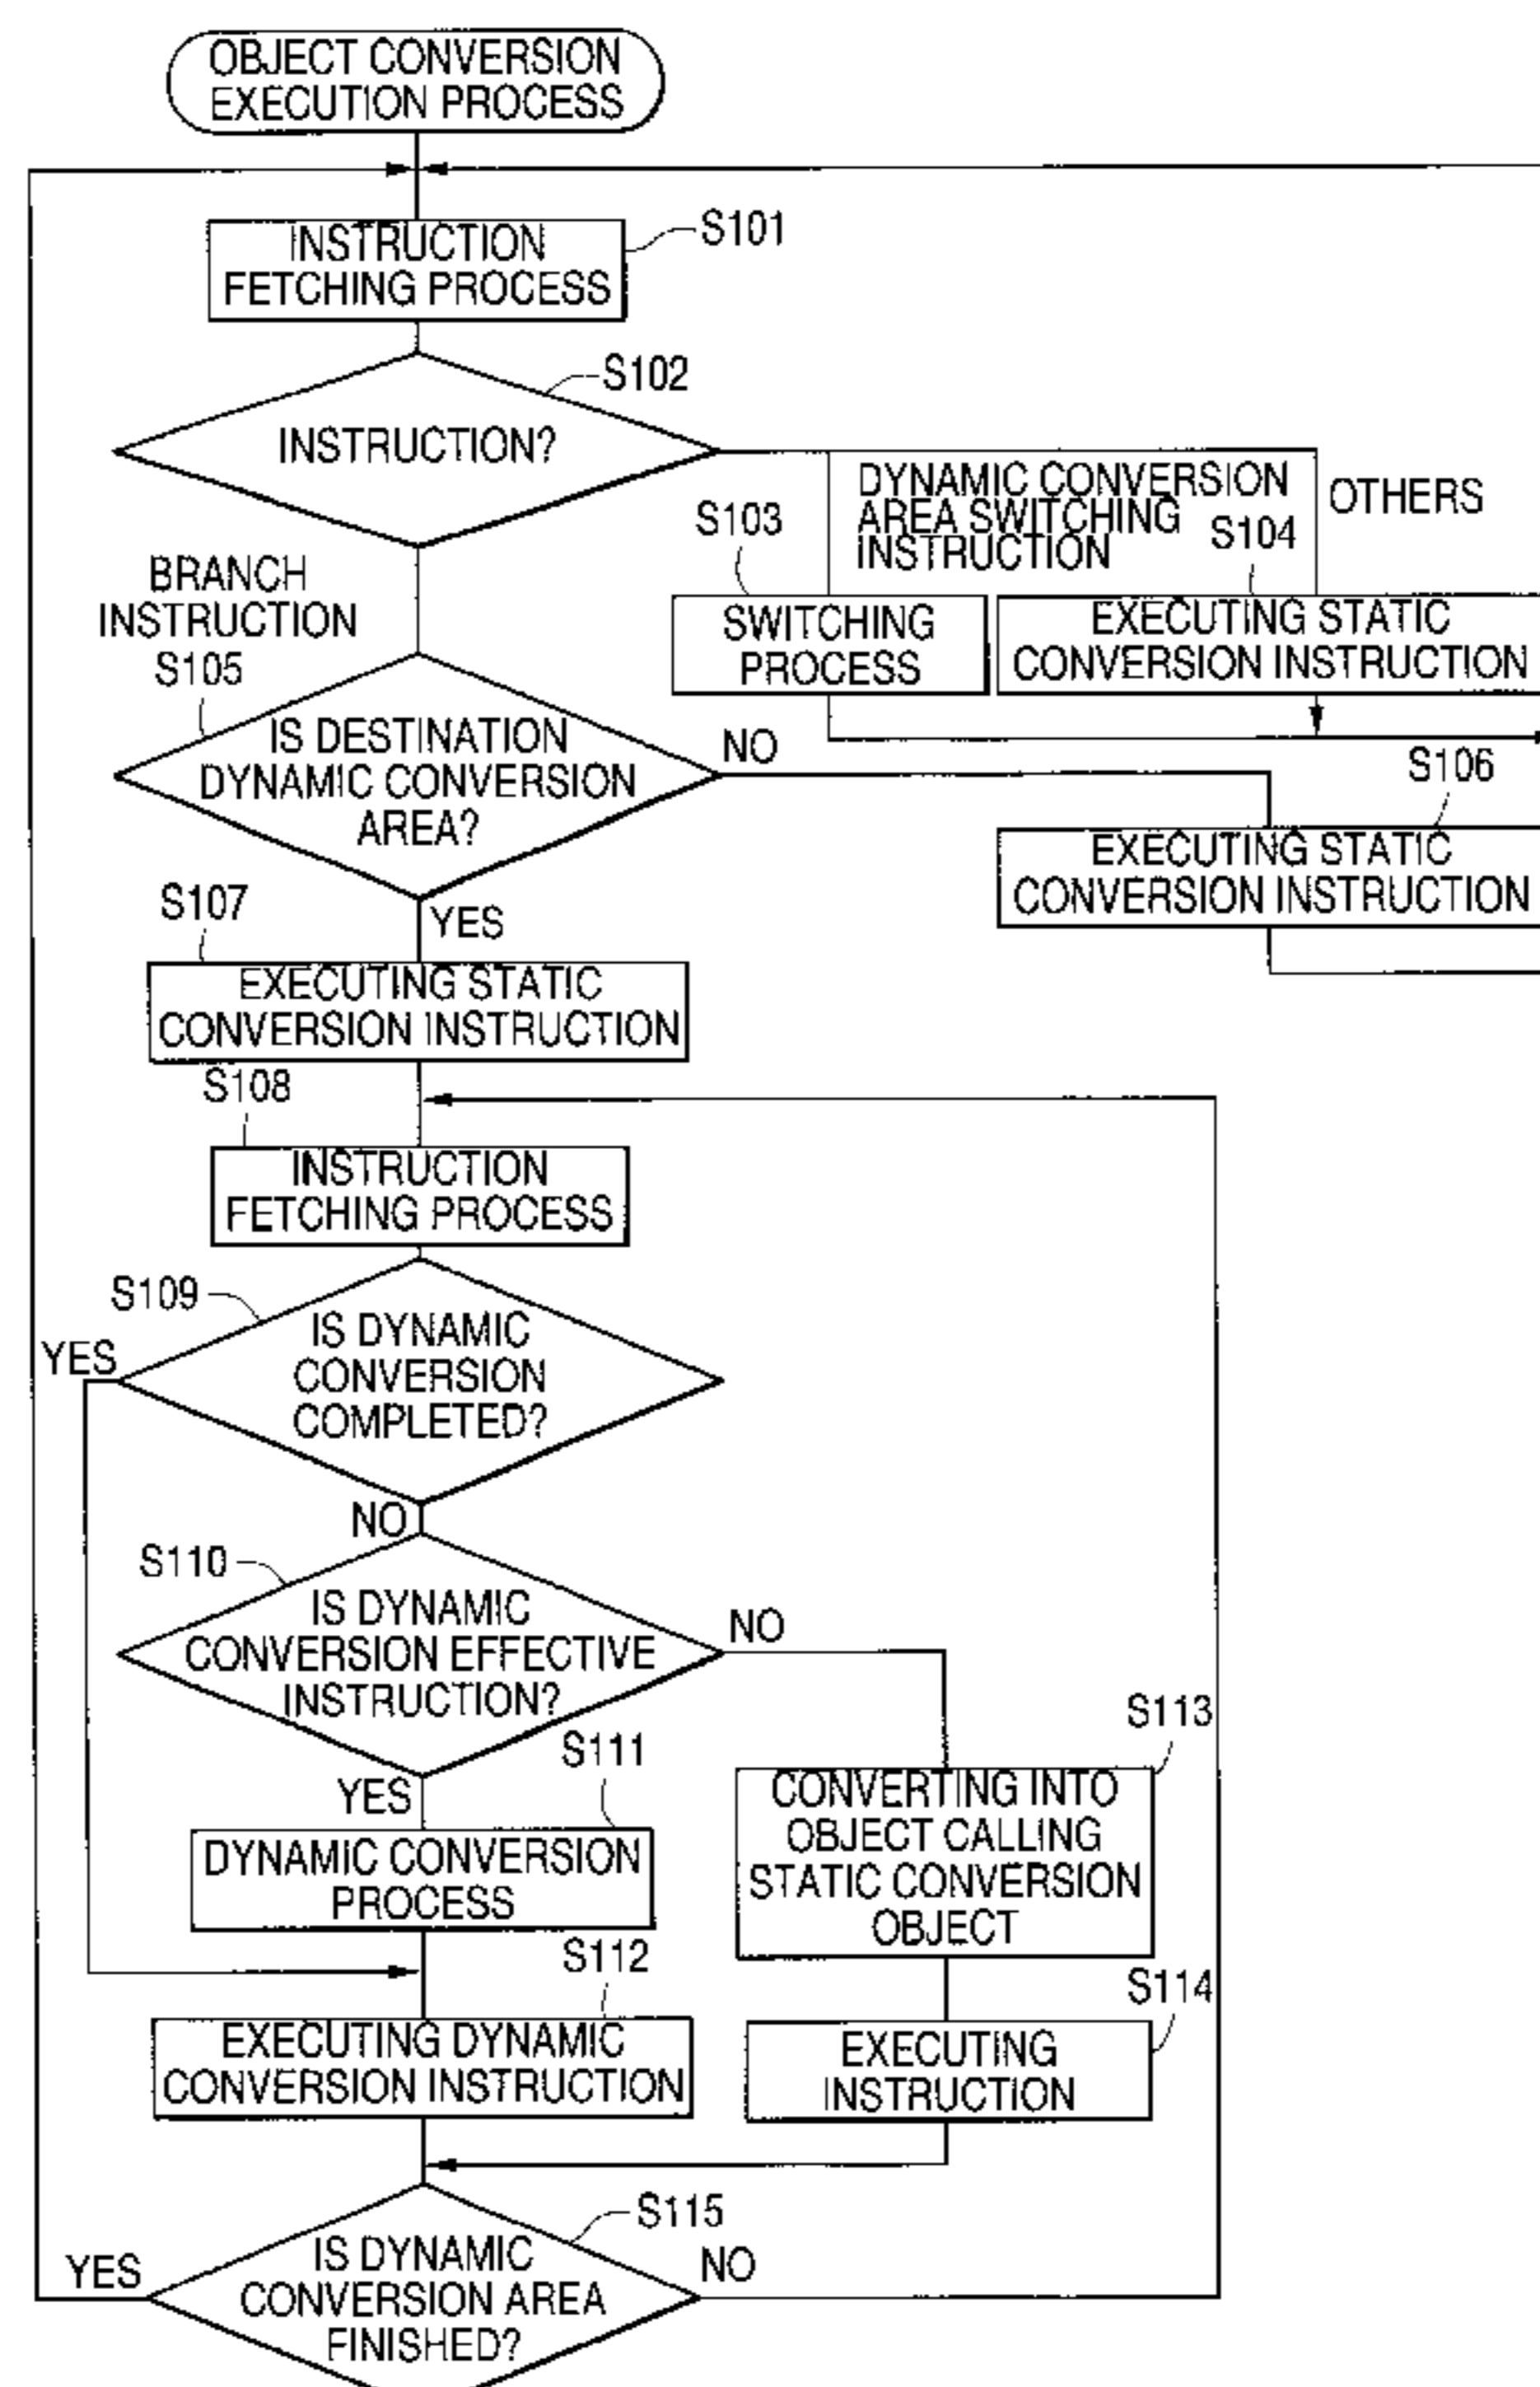 OBJECT CONVERSION
EXECUTION PROCESS
INSTRUCTION
FETCHING PROCESS
S101
S102
INSTRUCTION?
DYNAMIC CONVERSION
AREA SWITCHING
INSTRUCTION
OTHERS
S103
S104
BRANCH
INSTRUCTION
SWITCHING
PROCESS
EXECUTING STATIC
CONVERSION INSTRUCTION
S105
IS DESTINATION
DYNAMIC CONVERSION
AREA?
NO
S106
EXECUTING STATIC
CONVERSION INSTRUCTION
YES
S107
EXECUTING STATIC
CONVERSION INSTRUCTION
S108
INSTRUCTION
FETCHING PROCESS
S109
IS DYNAMIC
CONVERSION
COMPLETED?
YES
NO
S110
IS DYNAMIC
CONVERSION EFFECTIVE
INSTRUCTION?
NO
YES
S111
DYNAMIC CONVERSION
PROCESS
S113
CONVERTING INTO
OBJECT CALLING
STATIC CONVERSION
OBJECT
S112
EXECUTING DYNAMIC
CONVERSION INSTRUCTION
S114
EXECUTING
INSTRUCTION
S115
IS DYNAMIC
CONVERSION AREA
FINISHED?
YES
NO